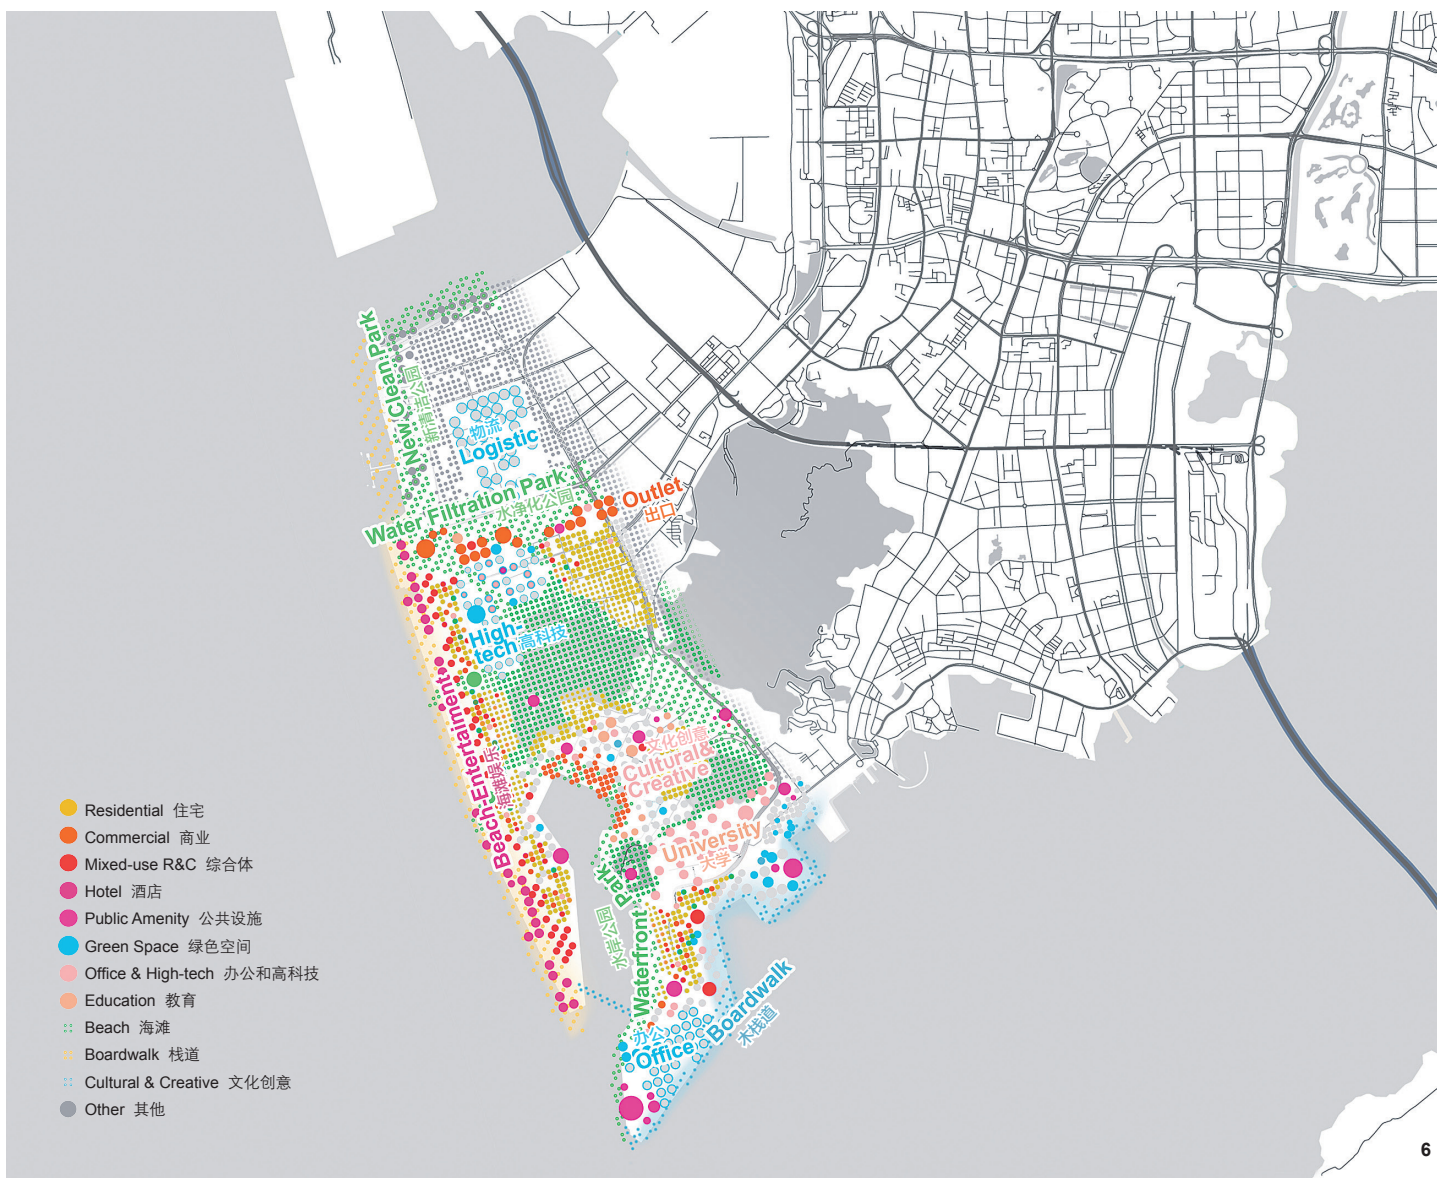 New Clean Park
新清洁公园
物流
Logistic
Water Filtration Park
水净化公园
Outlet
出口
High-
tech 高科技
Beach-Entertainment
海滩娱乐
文化创意
Cultural&
Creative
University
大学
Waterfront Park
水岸公园
办公
Office
Boardwalk
木栈道
Residential 住宅
Commercial 商业
Mixed-use R&C 综合体
Hotel 酒店
Public Amenity 公共设施
Green Space 绿色空间
Office & High-tech 办公和高科技
Education 教育
Beach 海滩
Boardwalk 栈道
Cultural & Creative 文化创意
Other 其他
6